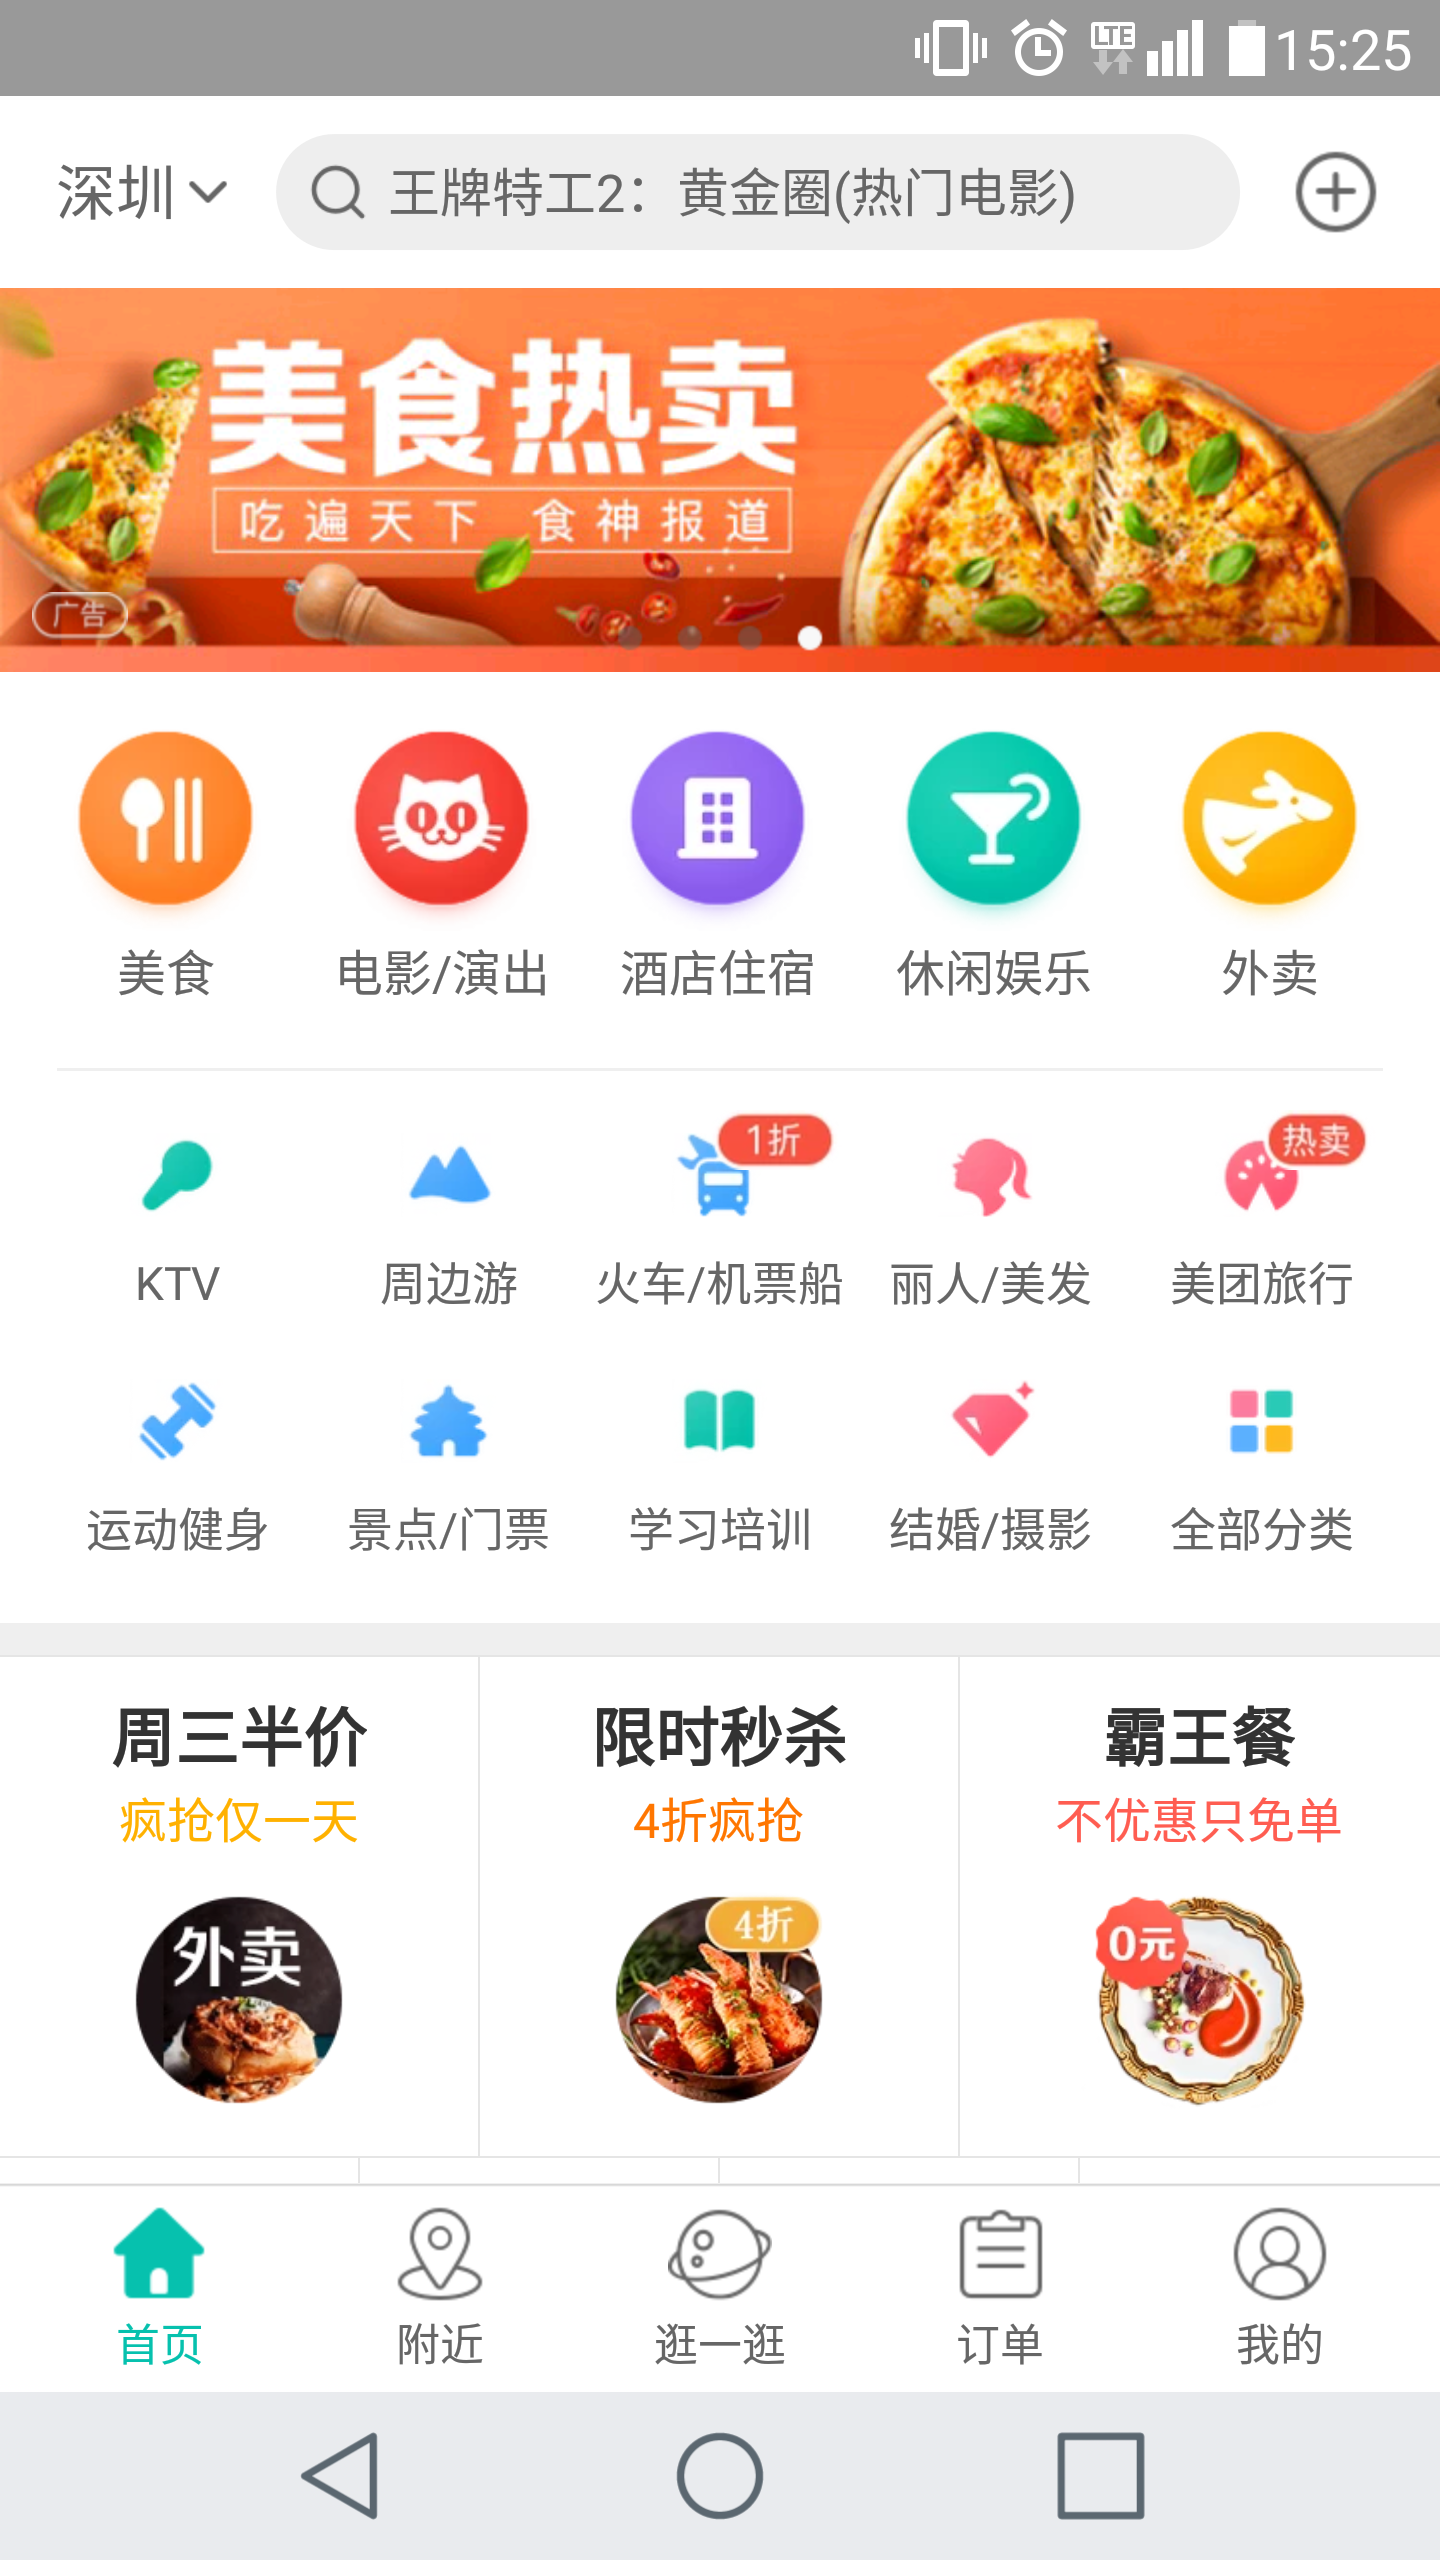 LTE 15:25
深圳 王牌特工2：黄金圈(热门电影)
美食热卖
吃遍天下 食神报道
广告
美食 电影/演出 酒店住宿 休闲娱乐 外卖
1折 热卖
KTV 周边游 火车/机票船 丽人/美发 美团旅行
运动健身 景点/门票 学习培训 结婚/摄影 全部分类
周三半价 限时秒杀 霸王餐
疯抢仅一天 4折疯抢 不优惠只免单
外卖 4折 0元
首页 附近 逛一逛 订单 我的